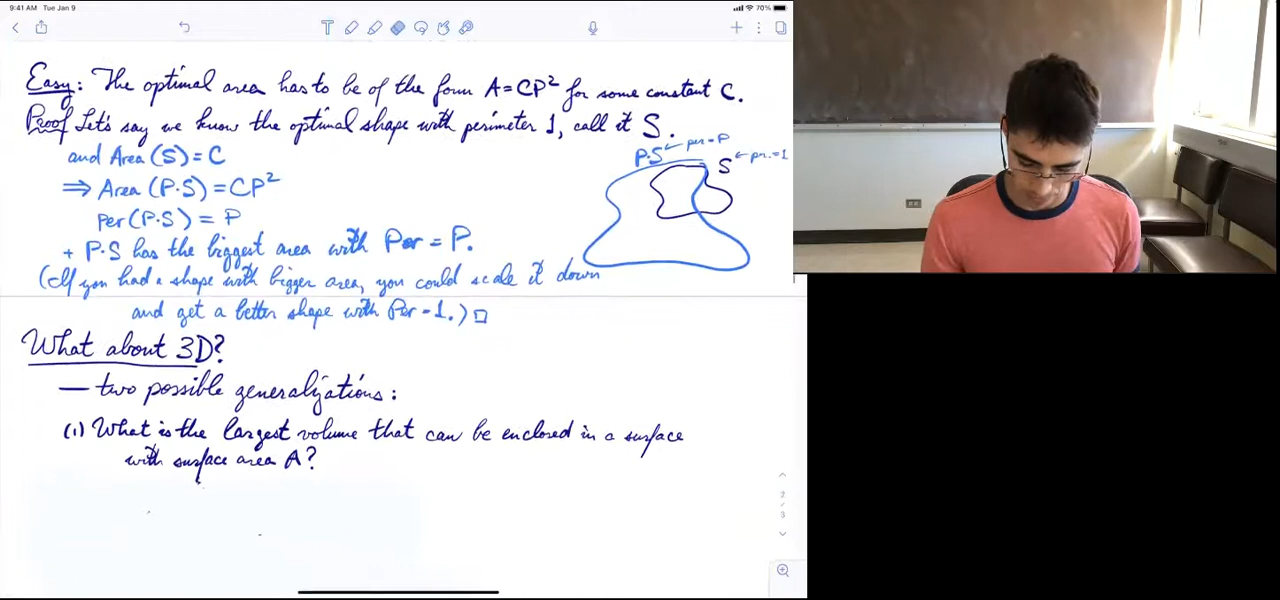 9:41 AM Tue Jan 9
70%
Easy: The optimal area has to be of the form A = CP² for some constant C.
Proof Let's say we know the optimal shape with perimeter 1, call it S.
and Area (S) = C
⇒ Area (P·S) = CP²
Per (P·S) = P
+ P·S has the biggest area with Per = P.
(If you had a shape with bigger area, you could scale it down
and get a better shape with Per = 1.) □
P·S ← per = P
S ← per. = 1
What about 3D?
— two possible generalizations:
(1) What is the largest volume that can be enclosed in a surface
with surface area A?
2
/
3